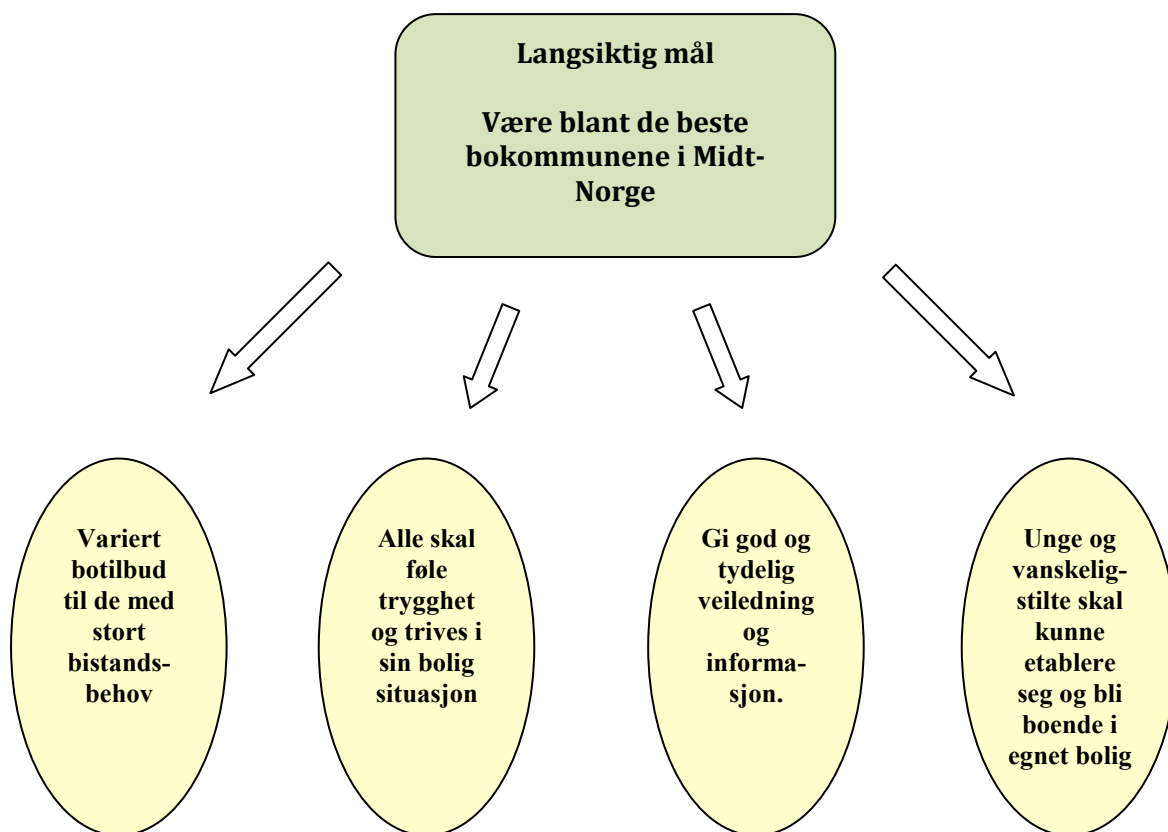 Langsiktig mål
Være blant de beste
bokommunene i Midt-
Norge
Variert
botilbud
til de med
stort
bistands-
behov
Alle skal
føle
trygghet
og trives i
sin bolig
situasjon
Gi god og
tydelig
veiledning
og
informa-
sjon.
Unge og
vanskelig-
stilte skal
kunne
etablere
seg og bli
boende i
egnet bolig